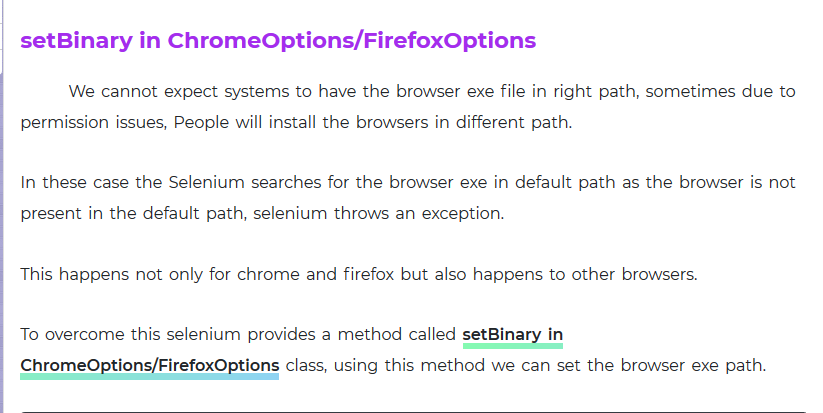 setBinary in ChromeOptions/FirefoxOptions
We cannot expect systems to have the browser exe file in right path, sometimes due to
permission issues, People will install the browsers in different path.
In these case the Selenium searches for the browser exe in default path as the browser is not
present in the default path, selenium throws an exception.
This happens not only for chrome and firefox but also happens to other browsers.
To overcome this selenium provides a method called setBinary in
ChromeOptions/FirefoxOptions class, using this method we can set the browser exe path.